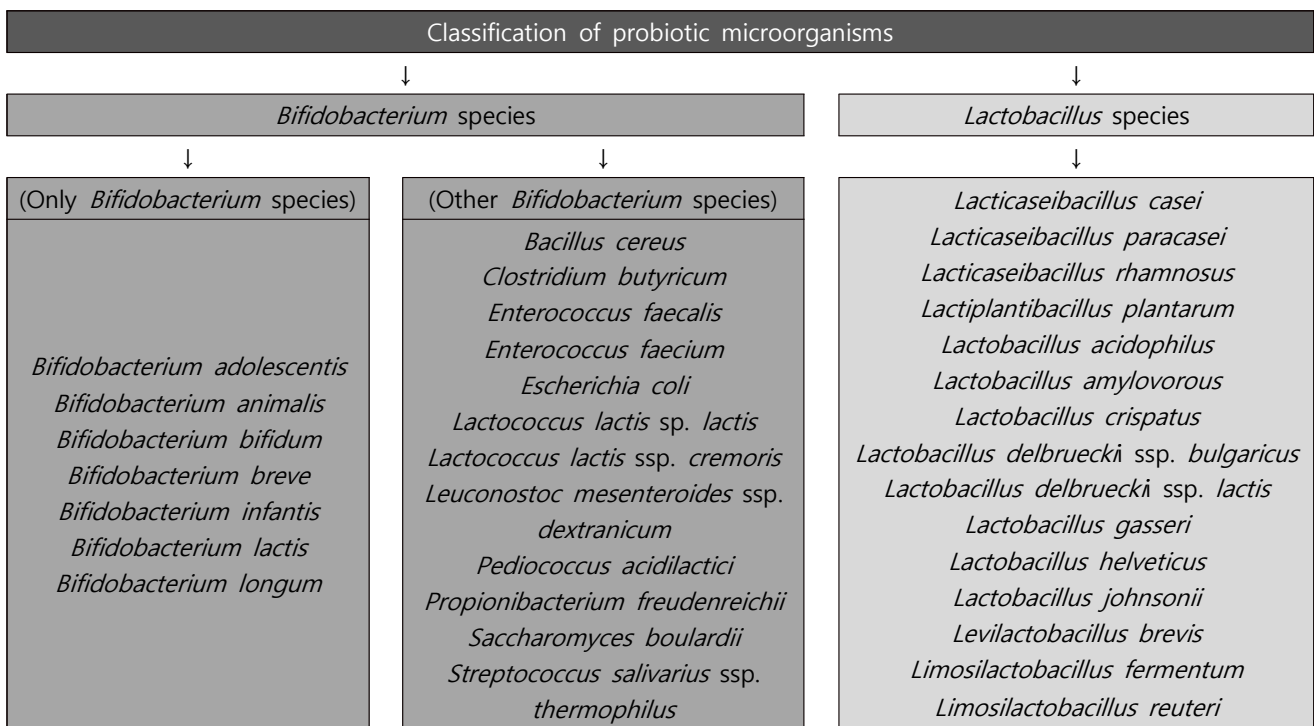 Classification of probiotic microorganisms
↓
↓
Bifidobacterium species
Lactobacillus species
↓
↓
↓
(Only Bifidobacterium species)
Bifidobacterium adolescentis
Bifidobacterium animalis
Bifidobacterium bifidum
Bifidobacterium breve
Bifidobacterium infantis
Bifidobacterium lactis
Bifidobacterium longum
(Other Bifidobacterium species)
Bacillus cereus
Clostridium butyricum
Enterococcus faecalis
Enterococcus faecium
Escherichia coli
Lactococcus lactis sp. lactis
Lactococcus lactis ssp. cremoris
Leuconostoc mesenteroides ssp.
dextranicum
Pediococcus acidilactici
Propionibacterium freudenreichii
Saccharomyces boulardii
Streptococcus salivarius ssp.
thermophilus
Lacticaseibacillus casei
Lacticaseibacillus paracasei
Lacticaseibacillus rhamnosus
Lactiplantibacillus plantarum
Lactobacillus acidophilus
Lactobacillus amylovorous
Lactobacillus crispatus
Lactobacillus delbrueckii ssp. bulgaricus
Lactobacillus delbrueckii ssp. lactis
Lactobacillus gasseri
Lactobacillus helveticus
Lactobacillus johnsonii
Levilactobacillus brevis
Limosilactobacillus fermentum
Limosilactobacillus reuteri